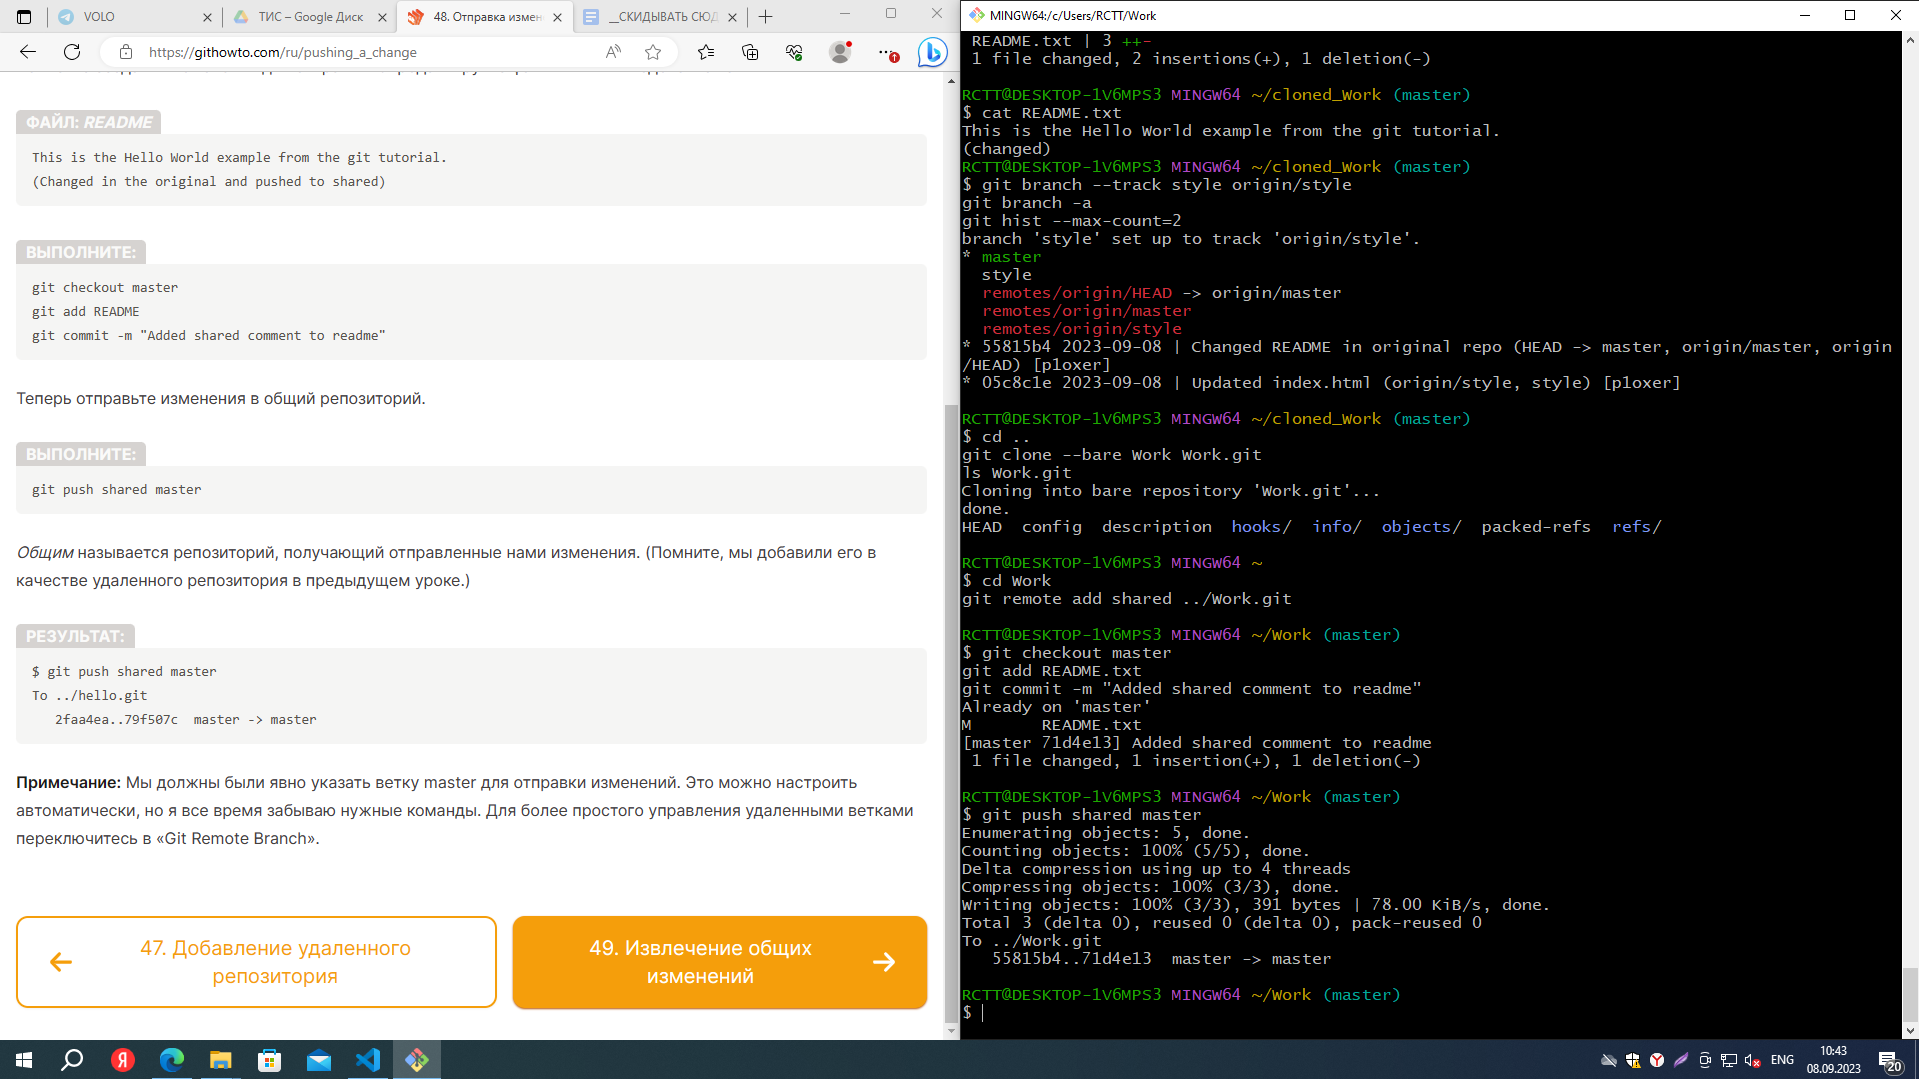 VOLO
ТИС – Google Диск
48. Отправка измен
__СКИДЫВАТЬ СЮД
https://githowto.com/ru/pushing_a_change
ФАЙЛ: README
This is the Hello World example from the git tutorial.
(Changed in the original and pushed to shared)
ВЫПОЛНИТЕ:
git checkout master
git add README
git commit -m "Added shared comment to readme"
Теперь отправьте изменения в общий репозиторий.
ВЫПОЛНИТЕ:
git push shared master
Общим называется репозиторий, получающий отправленные нами изменения. (Помните, мы добавили его в
качестве удаленного репозитория в предыдущем уроке.)
РЕЗУЛЬТАТ:
$ git push shared master
To ../hello.git
   2faa4ea..79f507c  master -> master
Примечание: Мы должны были явно указать ветку master для отправки изменений. Это можно настроить
автоматически, но я все время забываю нужные команды. Для более простого управления удаленными ветками
переключитесь в «Git Remote Branch».
47. Добавление удаленного
репозитория
49. Извлечение общих
изменений
MINGW64:/c/Users/RCTT/Work
 README.txt | 3 ++-
 1 file changed, 2 insertions(+), 1 deletion(-)
RCTT@DESKTOP-1V6MPS3 MINGW64 ~/cloned_Work (master)
$ cat README.txt
This is the Hello World example from the git tutorial.
(changed)
RCTT@DESKTOP-1V6MPS3 MINGW64 ~/cloned_Work (master)
$ git branch --track style origin/style
git branch -a
git hist --max-count=2
branch 'style' set up to track 'origin/style'.
* master
  style
  remotes/origin/HEAD -> origin/master
  remotes/origin/master
  remotes/origin/style
* 55815b4 2023-09-08 | Changed README in original repo (HEAD -> master, origin/master, origin
/HEAD) [p1oxer]
* 05c8c1e 2023-09-08 | Updated index.html (origin/style, style) [p1oxer]
RCTT@DESKTOP-1V6MPS3 MINGW64 ~/cloned_Work (master)
$ cd ..
git clone --bare Work Work.git
ls Work.git
Cloning into bare repository 'Work.git'...
done.
HEAD  config  description  hooks/  info/  objects/  packed-refs  refs/
RCTT@DESKTOP-1V6MPS3 MINGW64 ~
$ cd Work
git remote add shared ../Work.git
RCTT@DESKTOP-1V6MPS3 MINGW64 ~/Work (master)
$ git checkout master
git add README.txt
git commit -m "Added shared comment to readme"
Already on 'master'
M       README.txt
[master 71d4e13] Added shared comment to readme
 1 file changed, 1 insertion(+), 1 deletion(-)
RCTT@DESKTOP-1V6MPS3 MINGW64 ~/Work (master)
$ git push shared master
Enumerating objects: 5, done.
Counting objects: 100% (5/5), done.
Delta compression using up to 4 threads
Compressing objects: 100% (3/3), done.
Writing objects: 100% (3/3), 391 bytes | 78.00 KiB/s, done.
Total 3 (delta 0), reused 0 (delta 0), pack-reused 0
To ../Work.git
   55815b4..71d4e13  master -> master
RCTT@DESKTOP-1V6MPS3 MINGW64 ~/Work (master)
$
ENG
10:43
08.09.2023
20